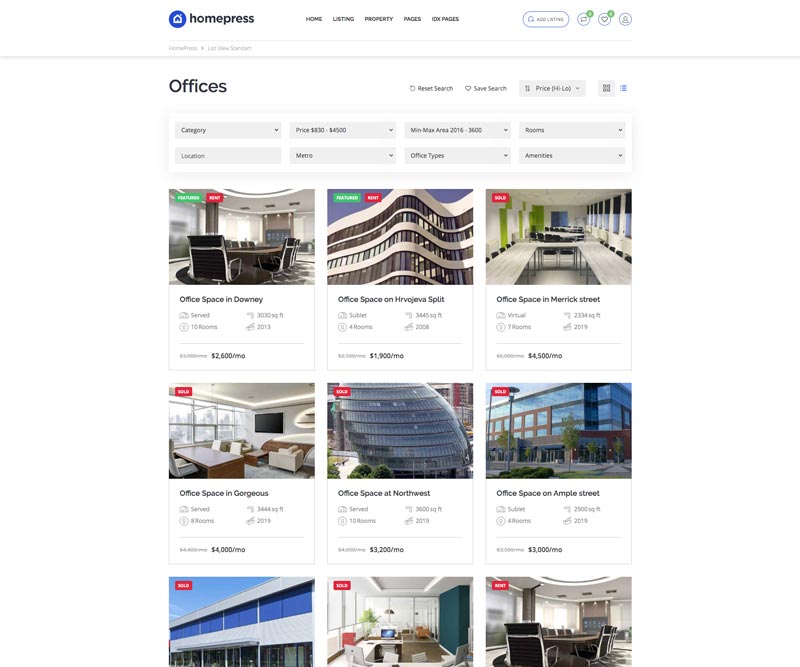 homepress
HOME LISTING PROPERTY PAGES IDX PAGES
ADD LISTING
HomePress > List View Standart
Offices
Reset Search Save Search Price (Hi-Lo)
Category Price $830 - $4500 Min-Max Area 2016 - 3600 Rooms
Location Metro Office Types Amenities
FEATURED RENT
Office Space in Downey
Served 3030 sq ft
10 Rooms 2013
$3,000/mo $2,600/mo
FEATURED RENT
Office Space on Hrvojeva Split
Sublet 3445 sq ft
4 Rooms 2008
$2,500/mo $1,900/mo
SOLD
Office Space in Merrick street
Virtual 2334 sq ft
7 Rooms 2019
$4,500/mo
SOLD
Office Space in Gorgeous
Served 3444 sq ft
8 Rooms 2019
$4,400/mo $4,000/mo
SOLD
Office Space at Northwest
Served 3600 sq ft
10 Rooms 2019
$4,000/mo $3,200/mo
SOLD
Office Space on Ample street
Sublet 2900 sq ft
4 Rooms 2019
$3,500/mo $3,000/mo
SOLD
SOLD
RENT